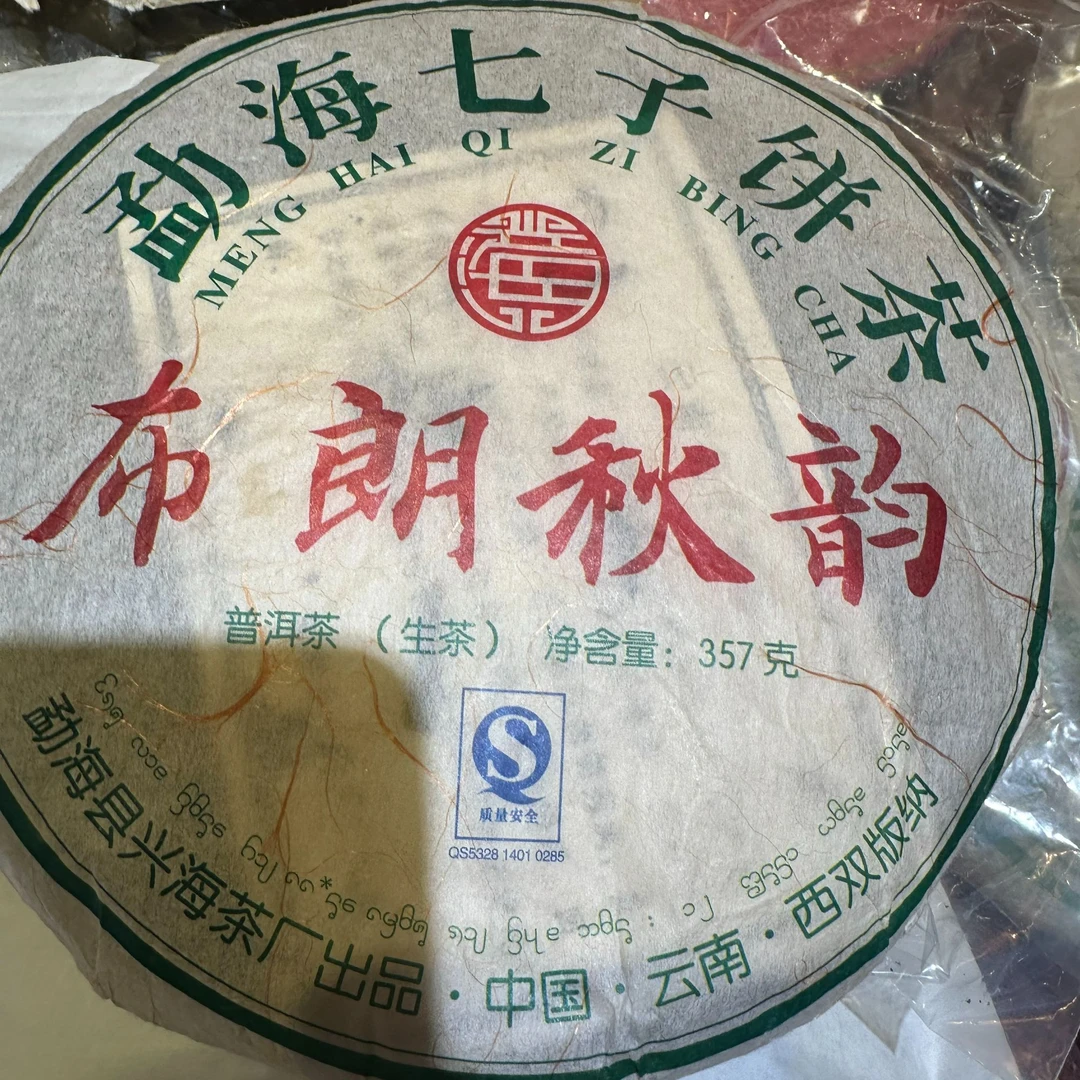 勐海七子饼茶
MENG HAI QI ZI BING CHA
布朗秋韵
普洱茶（生茶） 净含量：357克
质量安全
QS5328 1401 0285
勐海县兴海茶厂出品·中国·云南·西双版纳